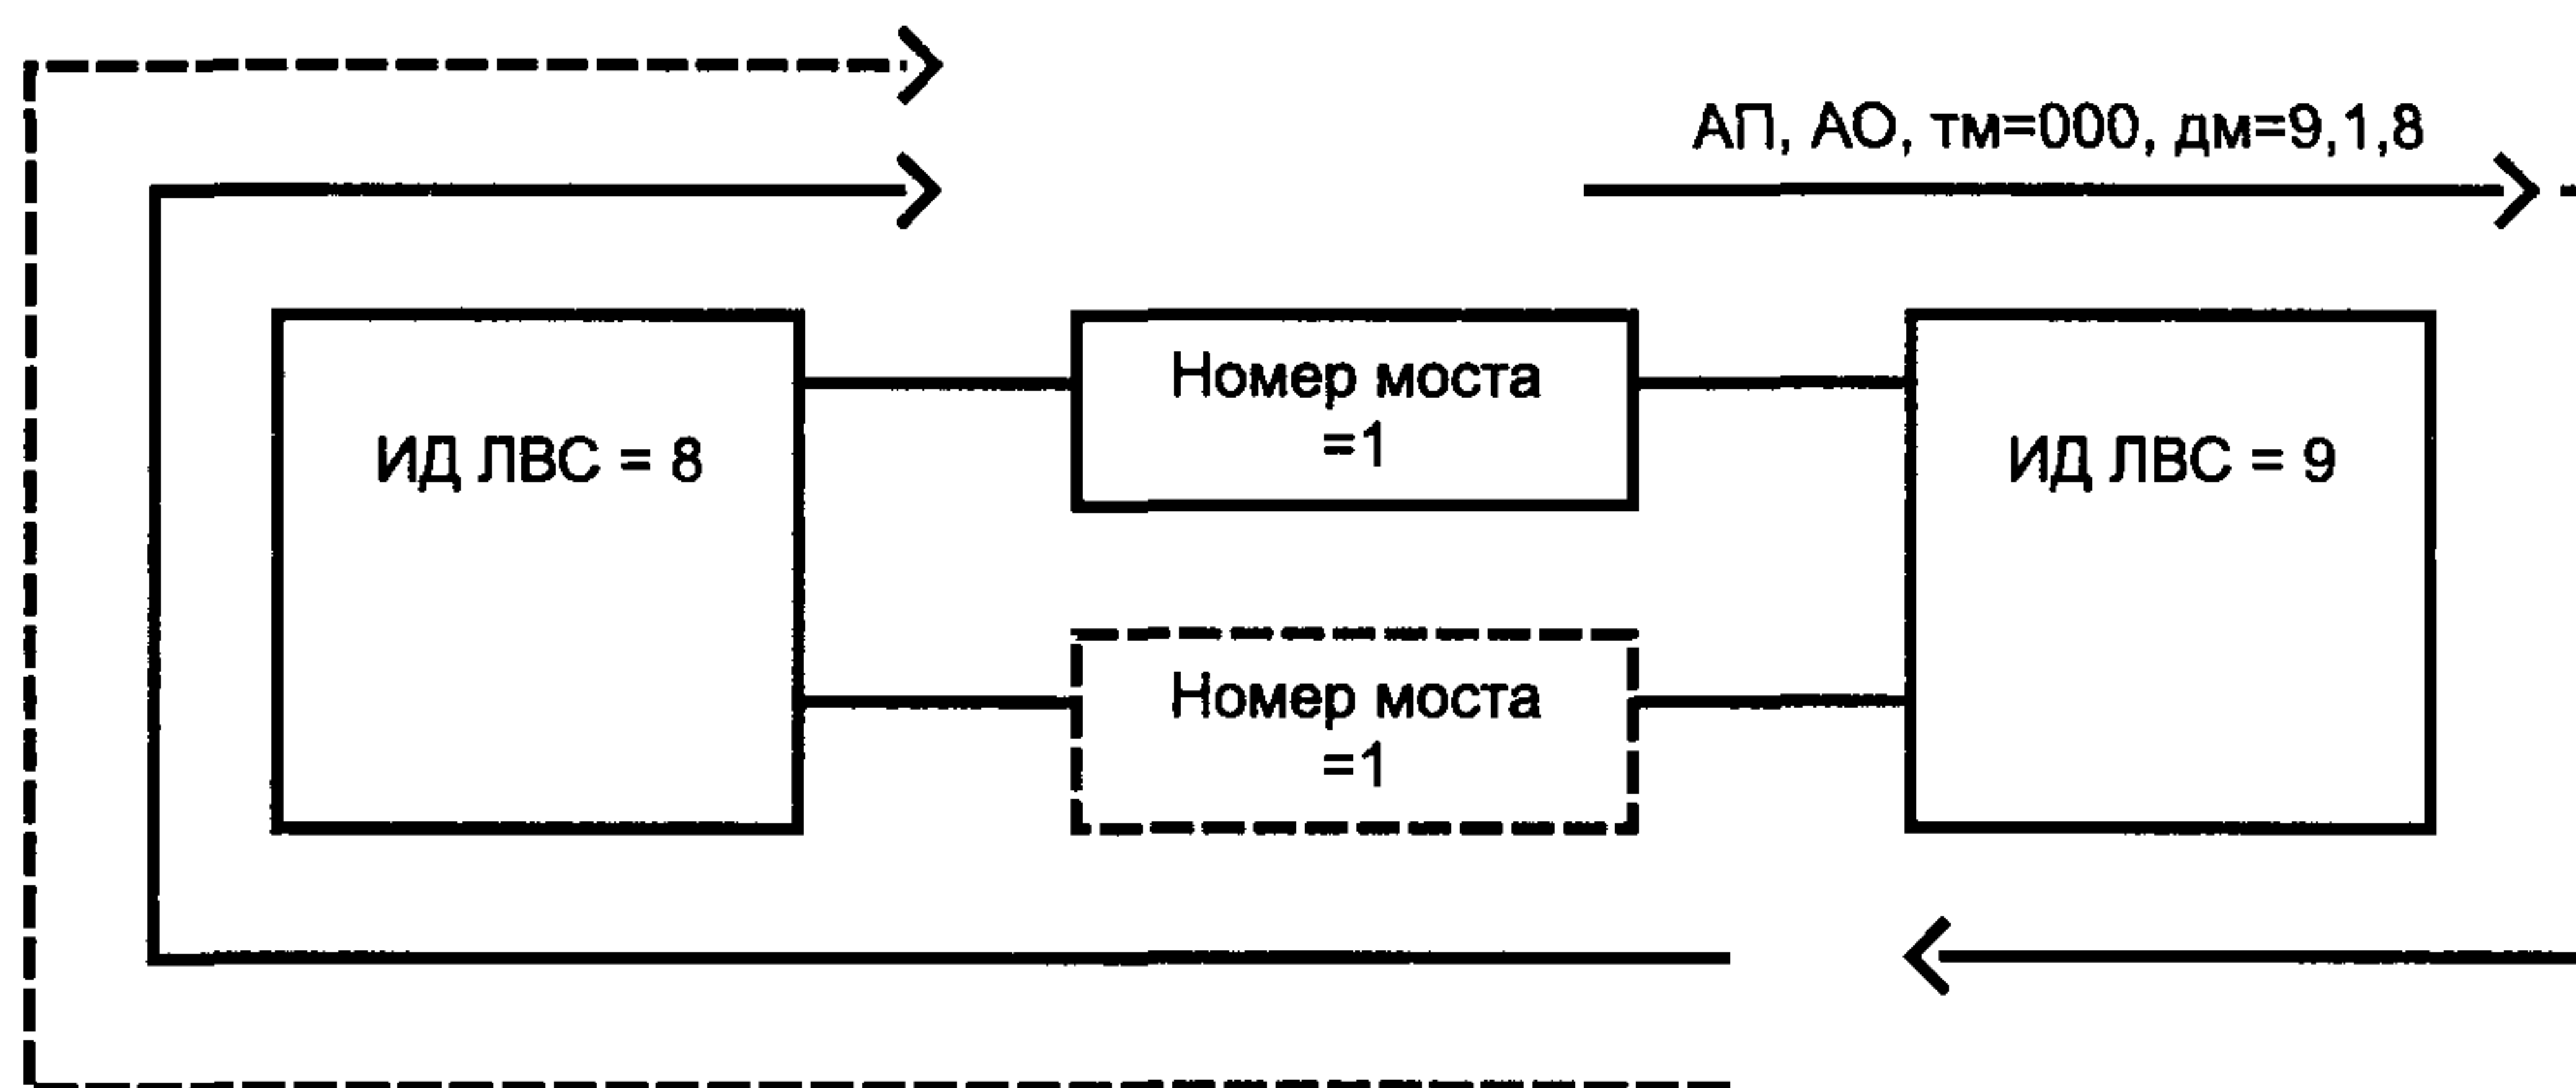 АП, АО, тм=000, дм=9,1,8
Номер моста
=1
ИД ЛВС = 8
ИД ЛВС = 9
Номер моста
=1